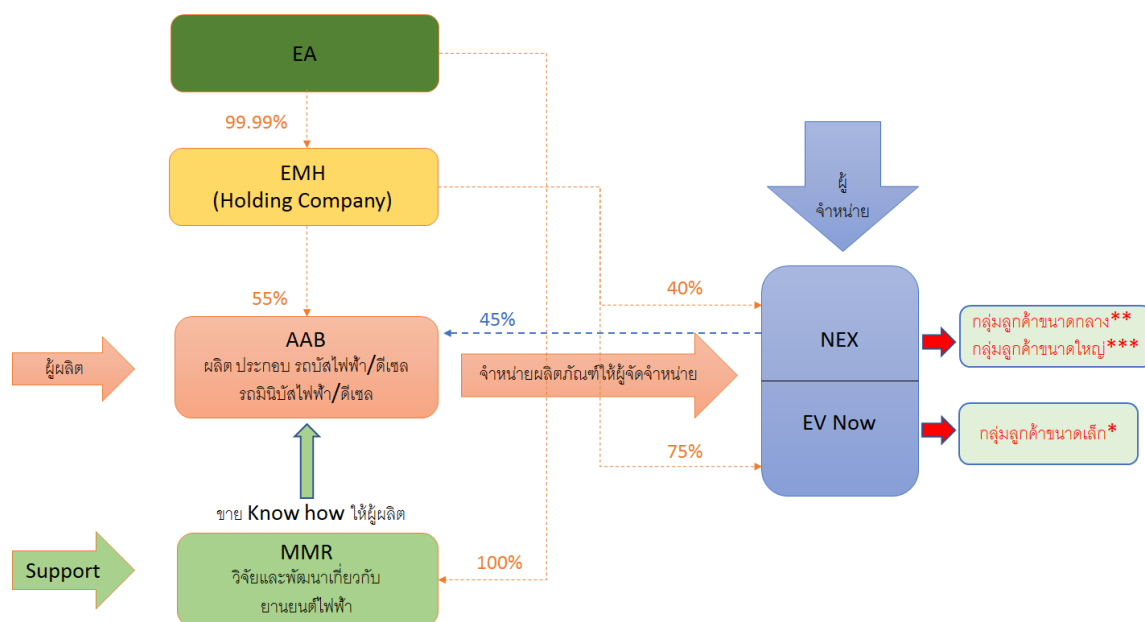 EA
99.99%
EMH
(Holding Company)
ผู้
จำหน่าย
55%
40%
45%
AAB
ผลิต ประกอบ รถบัสไฟฟ้า/ดีเซล
รถมินิบัสไฟฟ้า/ดีเซล
ผู้ผลิต
จำหน่ายผลิตภัณฑ์ให้ผู้จัดจำหน่าย
NEX
กลุ่มลูกค้าขนาดกลาง**
กลุ่มลูกค้าขนาดใหญ่***
EV Now
กลุ่มลูกค้าขนาดเล็ก*
75%
ขาย Know how ให้ผู้ผลิต
Support
MMR
วิจัยและพัฒนาเกี่ยวกับ
ยานยนต์ไฟฟ้า
100%